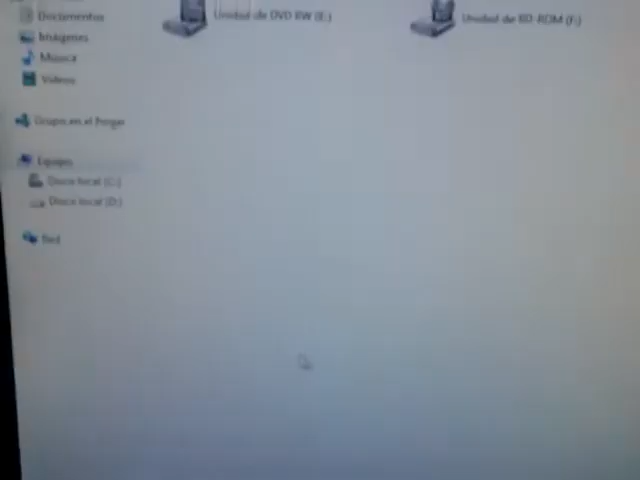 Documentos
Unidad de DVD RW (E:)
Unidad de BD-ROM (F:)
Imágenes
Música
Videos
Grupo en el hogar
Equipo
Disco local (C:)
Disco local (D:)
Red